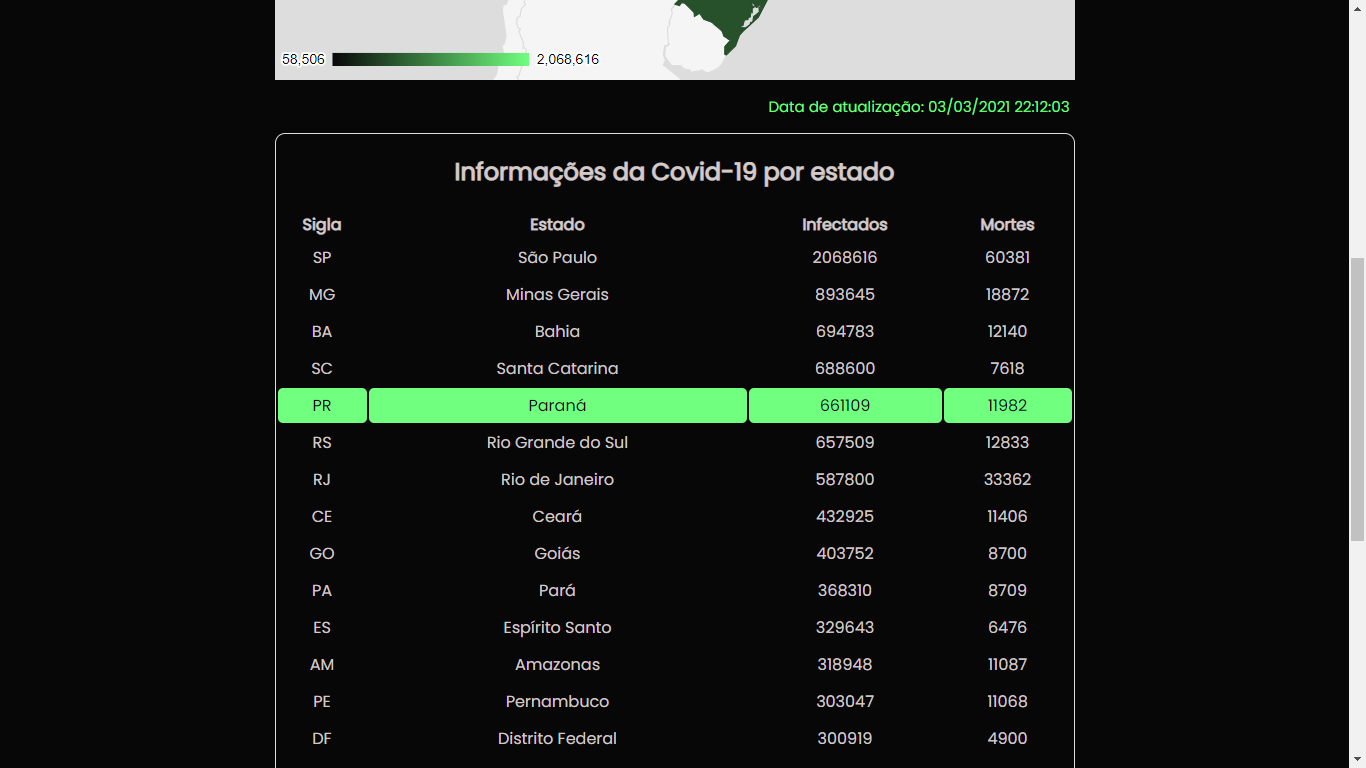 58,506 2,068,616
Data de atualização: 03/03/2021 22:12:03
Informações da Covid-19 por estado
Sigla Estado Infectados Mortes
SP São Paulo 2068616 60381
MG Minas Gerais 893645 18872
BA Bahia 694783 12140
SC Santa Catarina 688600 7618
PR Paraná 661109 11982
RS Rio Grande do Sul 657509 12833
RJ Rio de Janeiro 587800 33362
CE Ceará 432925 11406
GO Goiás 403752 8700
PA Pará 368310 8709
ES Espírito Santo 329643 6476
AM Amazonas 318948 11087
PE Pernambuco 303047 11068
DF Distrito Federal 300919 4900